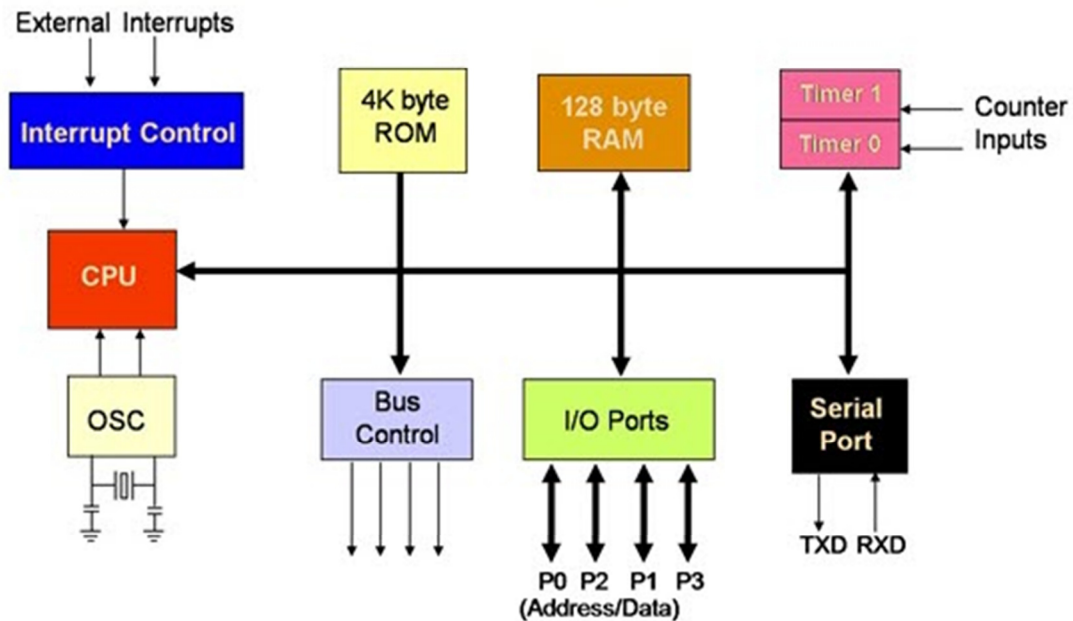 External Interrupts
Interrupt Control
4K byte
ROM
128 byte
RAM
Timer 1
Timer 0
Counter
Inputs
CPU
OSC
Bus
Control
I/O Ports
Serial
Port
TXD RXD
P0 P2 P1 P3
(Address/Data)